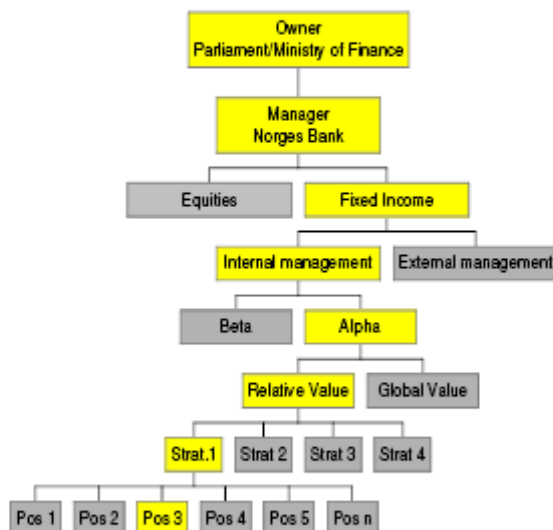 Owner
Parliament/Ministry of Finance
Manager
Norges Bank
Equities
Fixed Income
Internal management
External management
Beta
Alpha
Relative Value
Global Value
Strat.1
Strat 2
Strat 3
Strat 4
Pos 1
Pos 2
Pos 3
Pos 4
Pos 5
Pos n